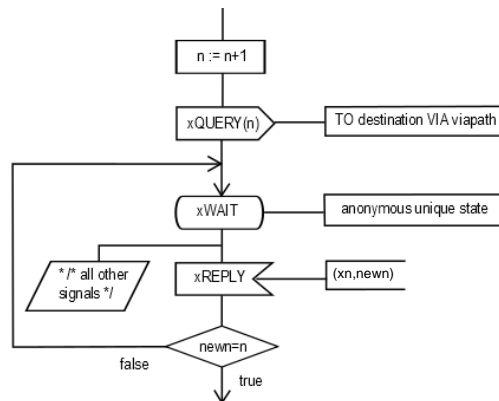 n := n+1
xQUERY(n)
TO destination VIA viapath
xWAIT
anonymous unique state
* /* all other
signals */
xREPLY
(xn,newn)
newn=n
false
true